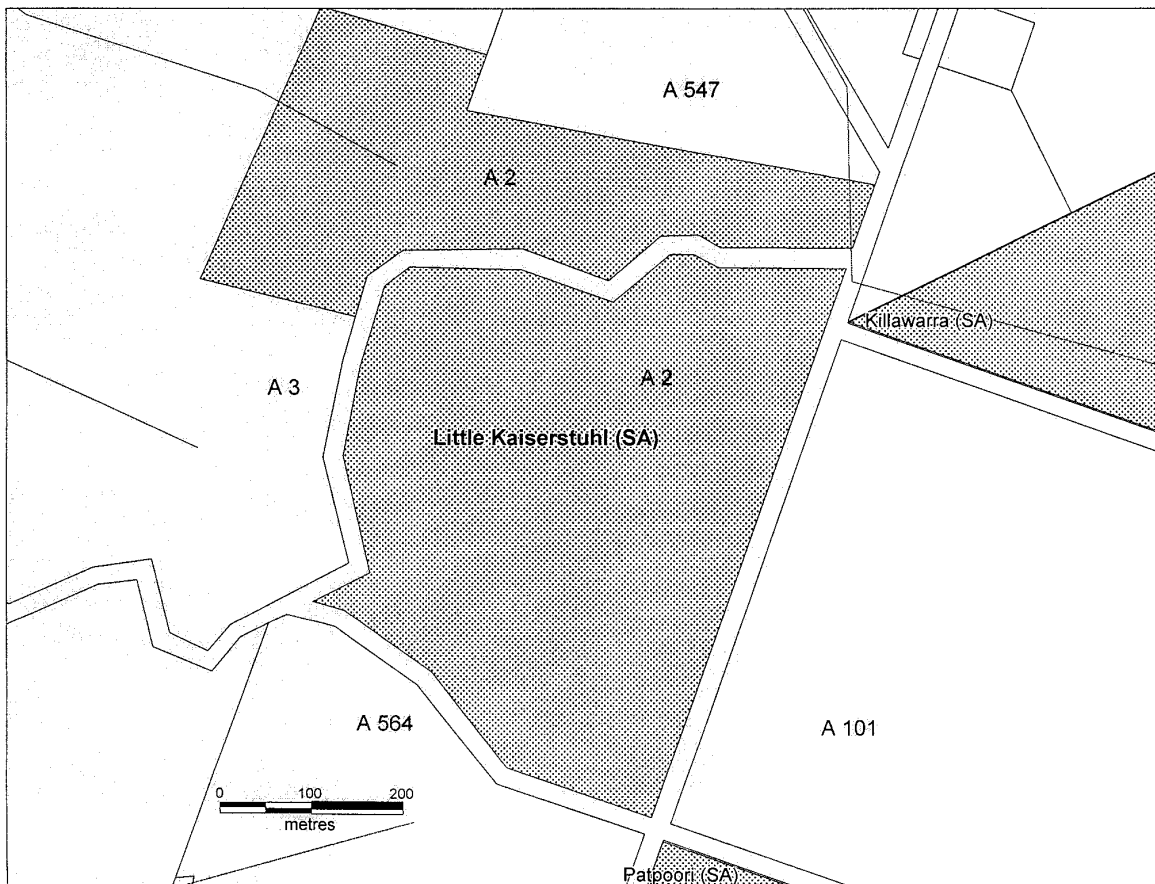 A 547
A 2
Killawarra (SA)
A 2
A 3
Little Kaiserstuhl (SA)
A 564
A 101
0 100 200
metres
Patpoori (SA)